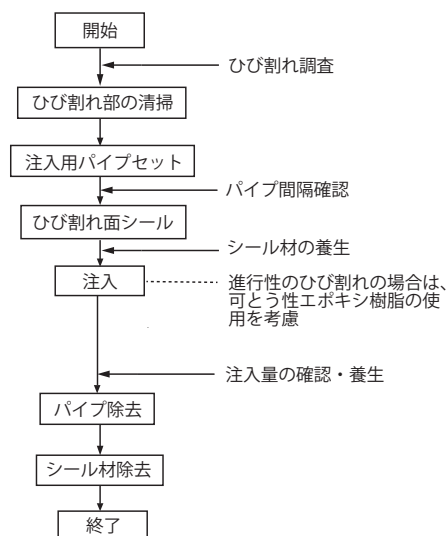 開始
ひび割れ調査
ひび割れ部の清掃
注入用パイプセット
パイプ間隔確認
ひび割れ面シール
シール材の養生
注入
進行性のひび割れの場合は、
可とう性エポキシ樹脂の使
用を考慮
注入量の確認・養生
パイプ除去
シール材除去
終了